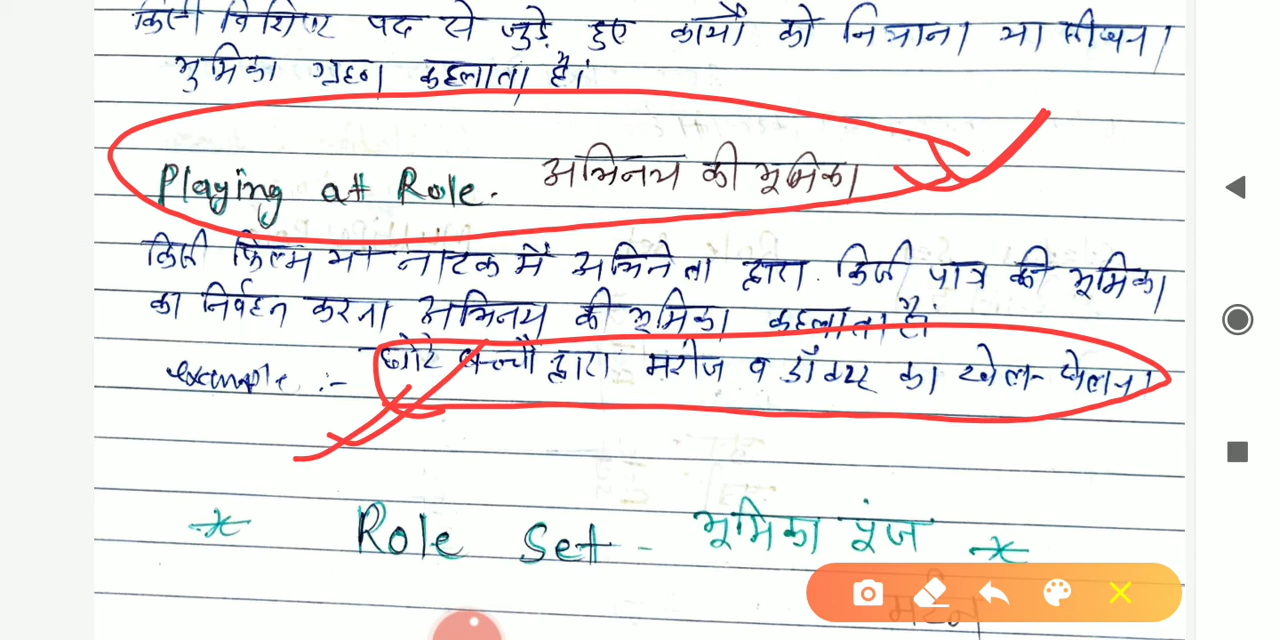 किसी विशिष्ट पद से जुड़े हुए कार्यो को निभाना या सीखना
भुमिका ग्रहण कहलाता है।
Playing at Role. अभिनय की भूमिका
किसी फिल्म या नाटक में अभिनेता द्वारा किसी पात्र की भूमिका
का निर्वहन करना अभिनय की भूमिका कहलाता है।
example :- छोटे बच्चों द्वारा मरीज व डॉक्टर का खेल-खेलना
* Role Set - भूमिका पूंज *